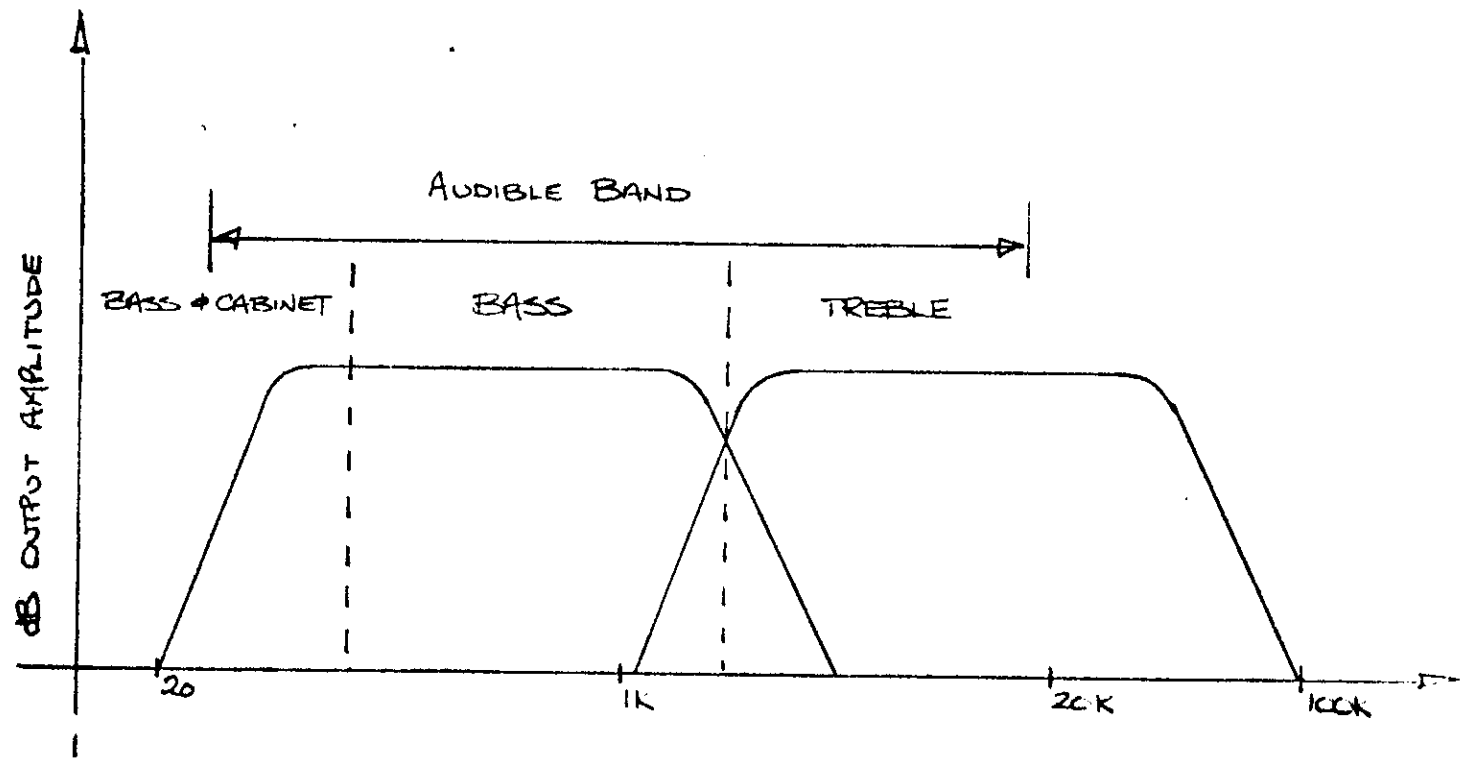 AUDIBLE BAND
BASS & CABINET
BASS
TREBLE
dB OUTPUT AMPLITUDE
20
1K
20K
100K